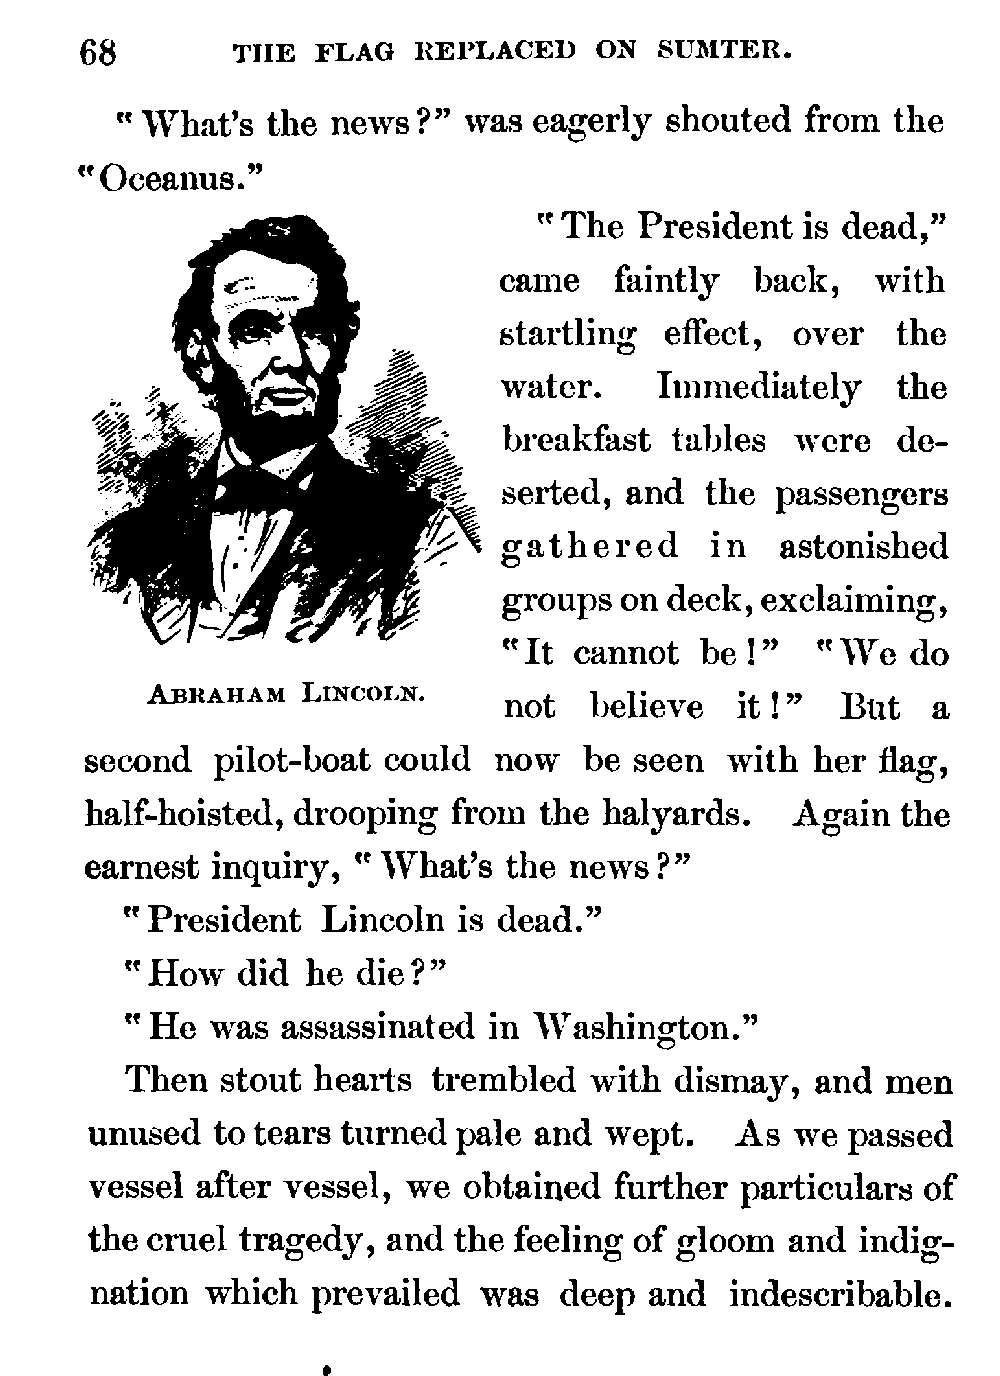 68 THE FLAG REPLACED ON SUMTER.
"What's the news?" was eagerly shouted from the
"Oceanus."
"The President is dead,"
came faintly back, with
startling effect, over the
water. Immediately the
breakfast tables were de-
serted, and the passengers
gathered in astonished
groups on deck, exclaiming,
"It cannot be!" "We do
not believe it!" But a
ABRAHAM LINCOLN.
second pilot-boat could now be seen with her flag,
half-hoisted, drooping from the halyards. Again the
earnest inquiry, "What's the news?"
"President Lincoln is dead."
"How did he die?"
"He was assassinated in Washington."
Then stout hearts trembled with dismay, and men
unused to tears turned pale and wept. As we passed
vessel after vessel, we obtained further particulars of
the cruel tragedy, and the feeling of gloom and indig-
nation which prevailed was deep and indescribable.